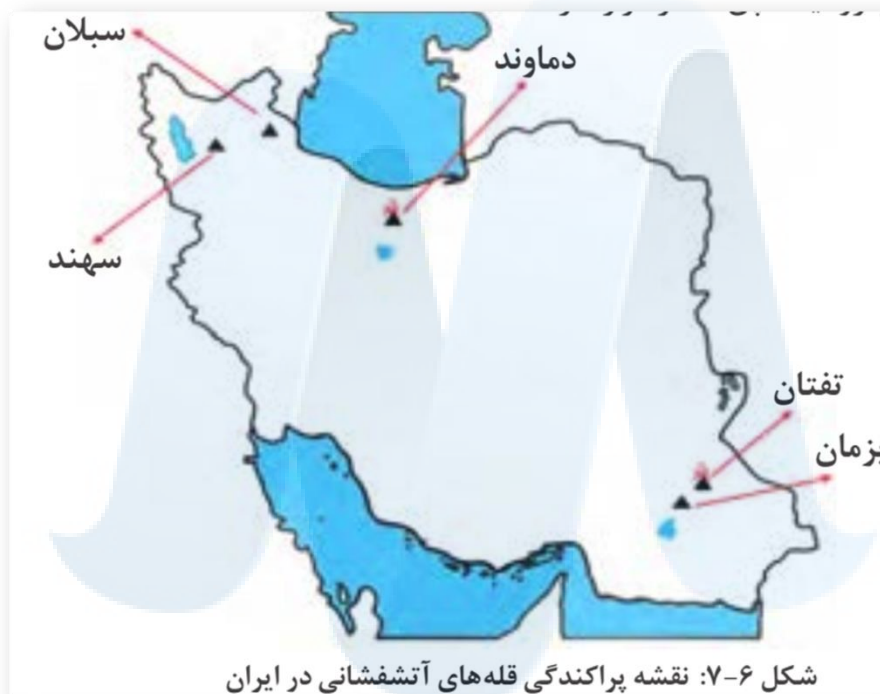 سبلان
دماوند
سهند
تفتان
بزمان
شکل ۶-۷: نقشه پراکندگی قله‌های آتشفشانی در ایران